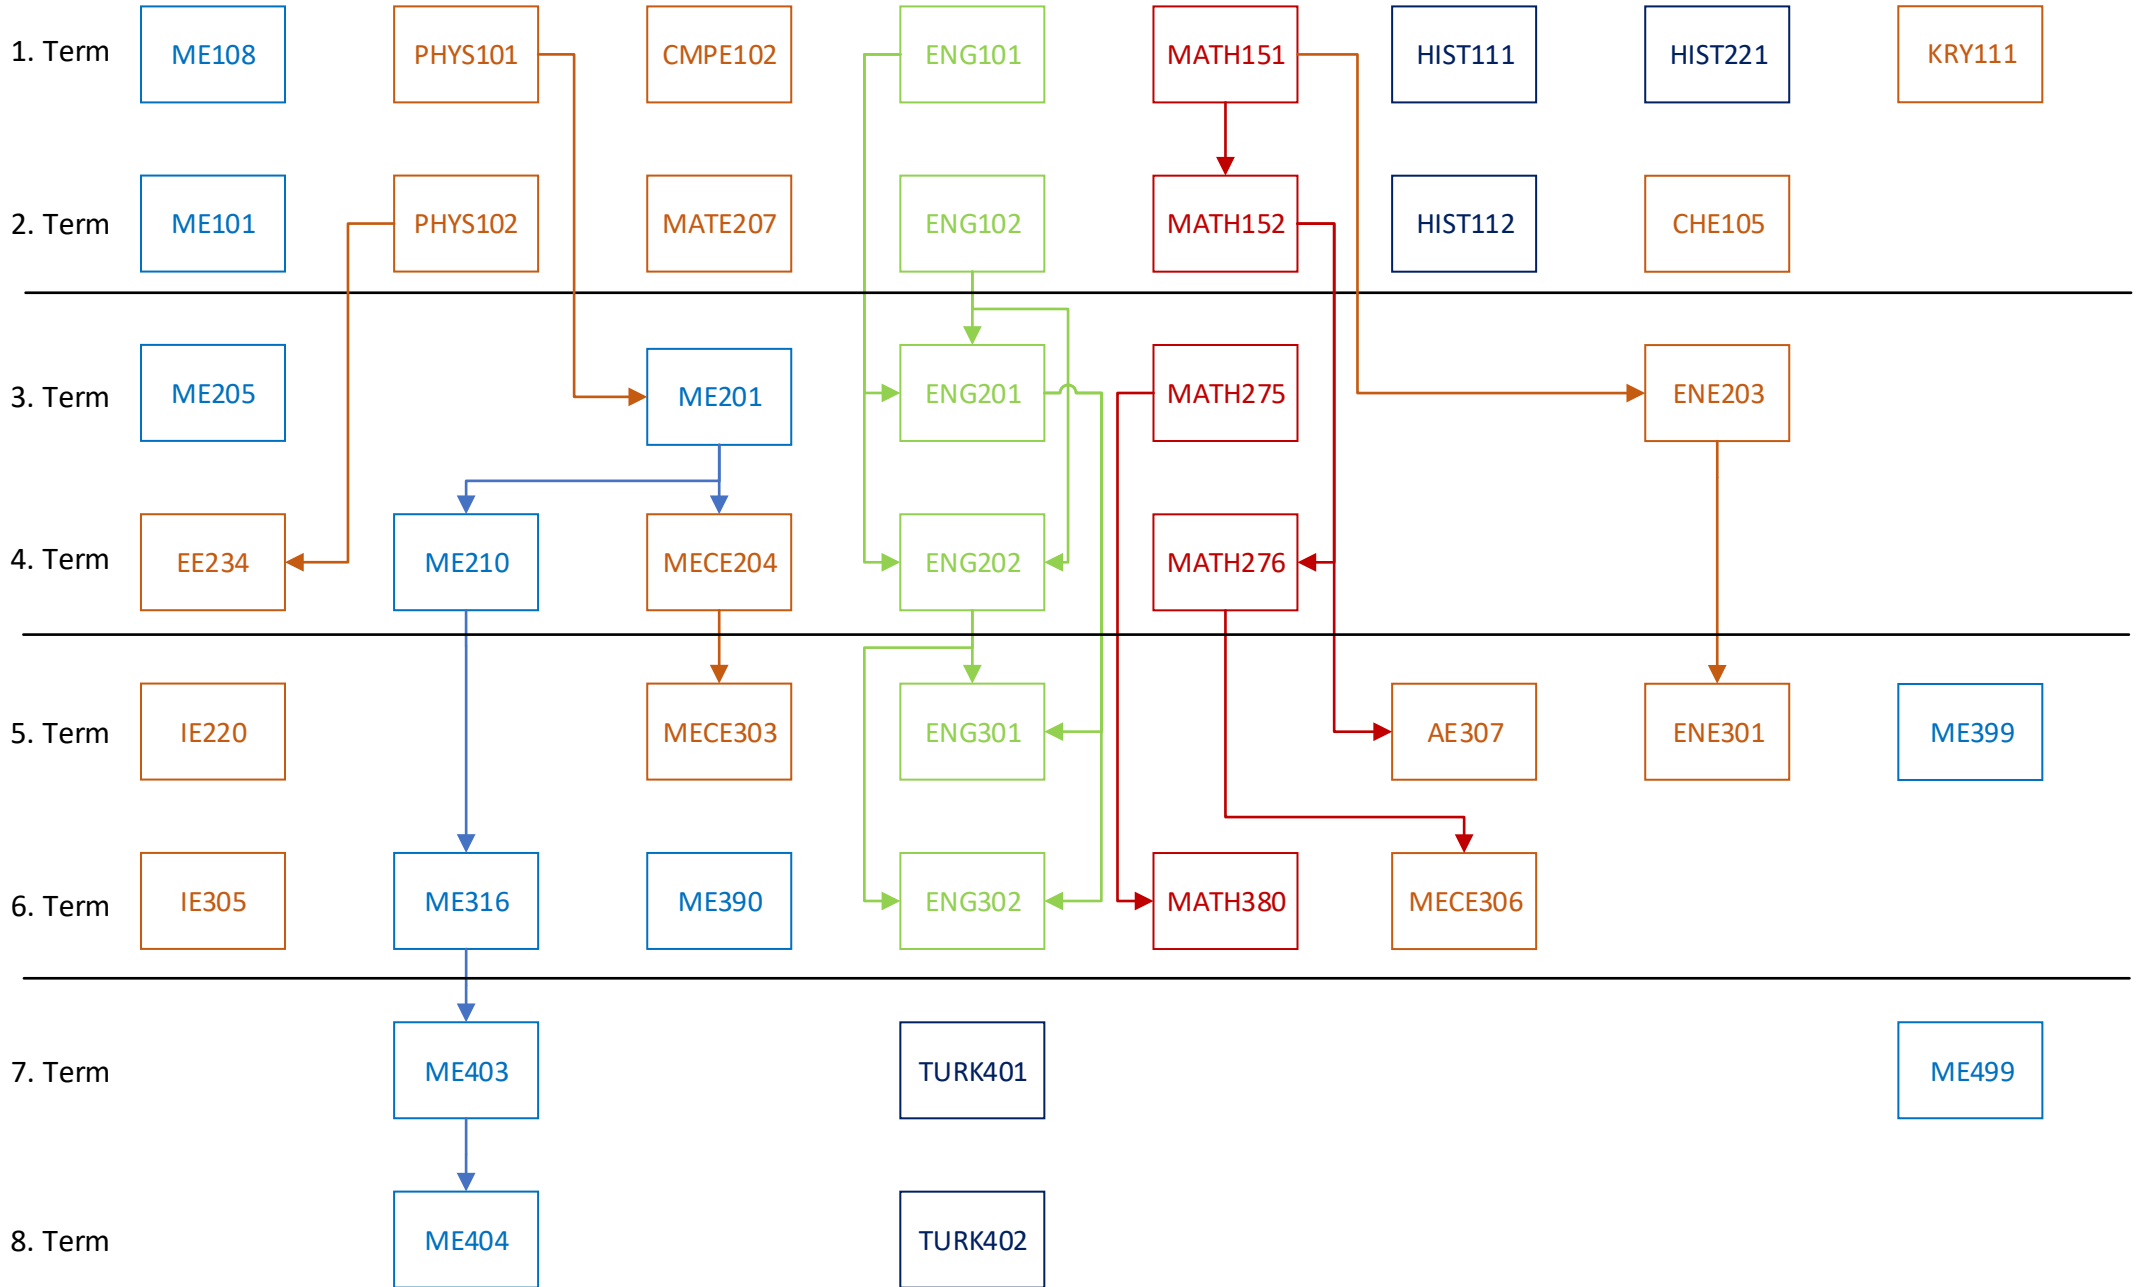 1. Term ME108 PHYS101 CMPE102 ENG101 MATH151 HIST111 HIST221 KRY111
2. Term ME101 PHYS102 MATE207 ENG102 MATH152 HIST112 CHE105
3. Term ME205 ME201 ENG201 MATH275 ENE203
4. Term EE234 ME210 MECE204 ENG202 MATH276
5. Term IE220 MECE303 ENG301 AE307 ENE301 ME399
6. Term IE305 ME316 ME390 ENG302 MATH380 MECE306
7. Term ME403 TURK401 ME499
8. Term ME404 TURK402